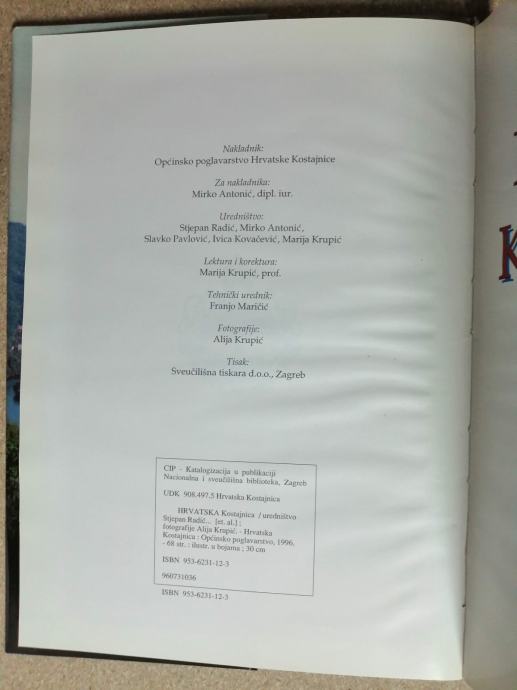 Nakladnik:
Općinsko poglavarstvo Hrvatske Kostajnice
Za nakladnika:
Mirko Antonić, dipl. iur.
Uredništvo:
Stjepan Radić, Mirko Antonić,
Slavko Pavlović, Ivica Kovačević, Marija Krupić
Lektura i korektura:
Marija Krupić, prof.
Tehnički urednik:
Franjo Maričić
Fotografije:
Alija Krupić
Tisak:
Sveučilišna tiskara d.o.o., Zagreb
CIP - Katalogizacija u publikaciji
Nacionalna i sveučilišna biblioteka, Zagreb
UDK 908.497.5 Hrvatska Kostajnica
HRVATSKA Kostajnica / uredništvo
Stjepan Radić... [et. al.] ;
fotografije Alija Krupić. - Hrvatska
Kostajnica : Općinsko poglavarstvo, 1996.
- 68 str. : ilustr. u bojama ; 30 cm
ISBN 953-6231-12-3
960731036
ISBN 953-6231-12-3
K